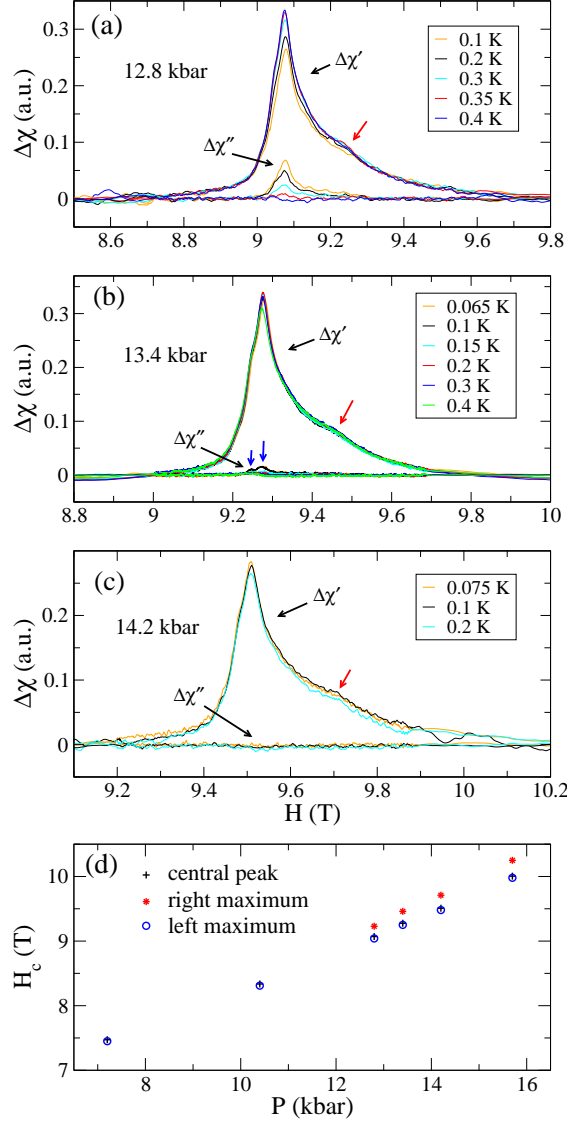 (a)
12.8 kbar
Δχ′
Δχ″
0.1 K
0.2 K
0.3 K
0.35 K
0.4 K
Δχ (a.u.)
0.3
0.2
0.1
0
8.6
8.8
9
9.2
9.4
9.6
9.8
(b)
13.4 kbar
Δχ′
Δχ″
0.065 K
0.1 K
0.15 K
0.2 K
0.3 K
0.4 K
Δχ (a.u.)
0.3
0.2
0.1
0
8.8
9
9.2
9.4
9.6
9.8
10
(c)
14.2 kbar
Δχ′
Δχ″
0.075 K
0.1 K
0.2 K
Δχ (a.u.)
0.2
0.1
0
9.2
9.4
9.6
9.8
10
10.2
H (T)
(d)
central peak
right maximum
left maximum
H_c (T)
10
9
8
7
8
10
12
14
16
P (kbar)